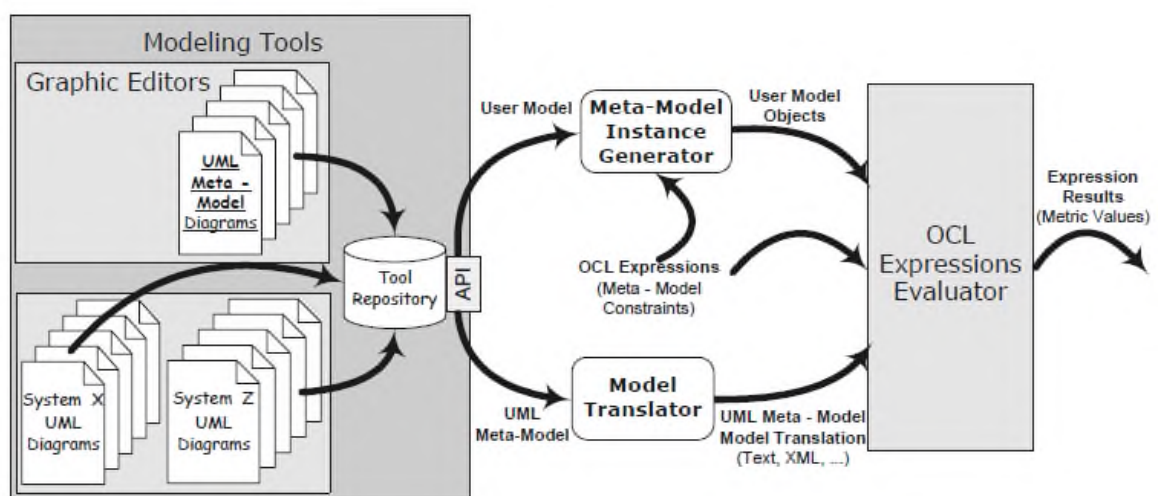 Modeling Tools
Graphic Editors
UML
Meta -
Model
Diagrams
System X
UML
Diagrams
System Z
UML
Diagrams
Tool
Repository
API
User Model
UML
Meta-Model
Meta-Model
Instance
Generator
OCL Expressions
(Meta - Model
Constraints)
Model
Translator
User Model
Objects
UML Meta - Model
Model Translation
(Text, XML, ...)
OCL
Expressions
Evaluator
Expression
Results
(Metric Values)